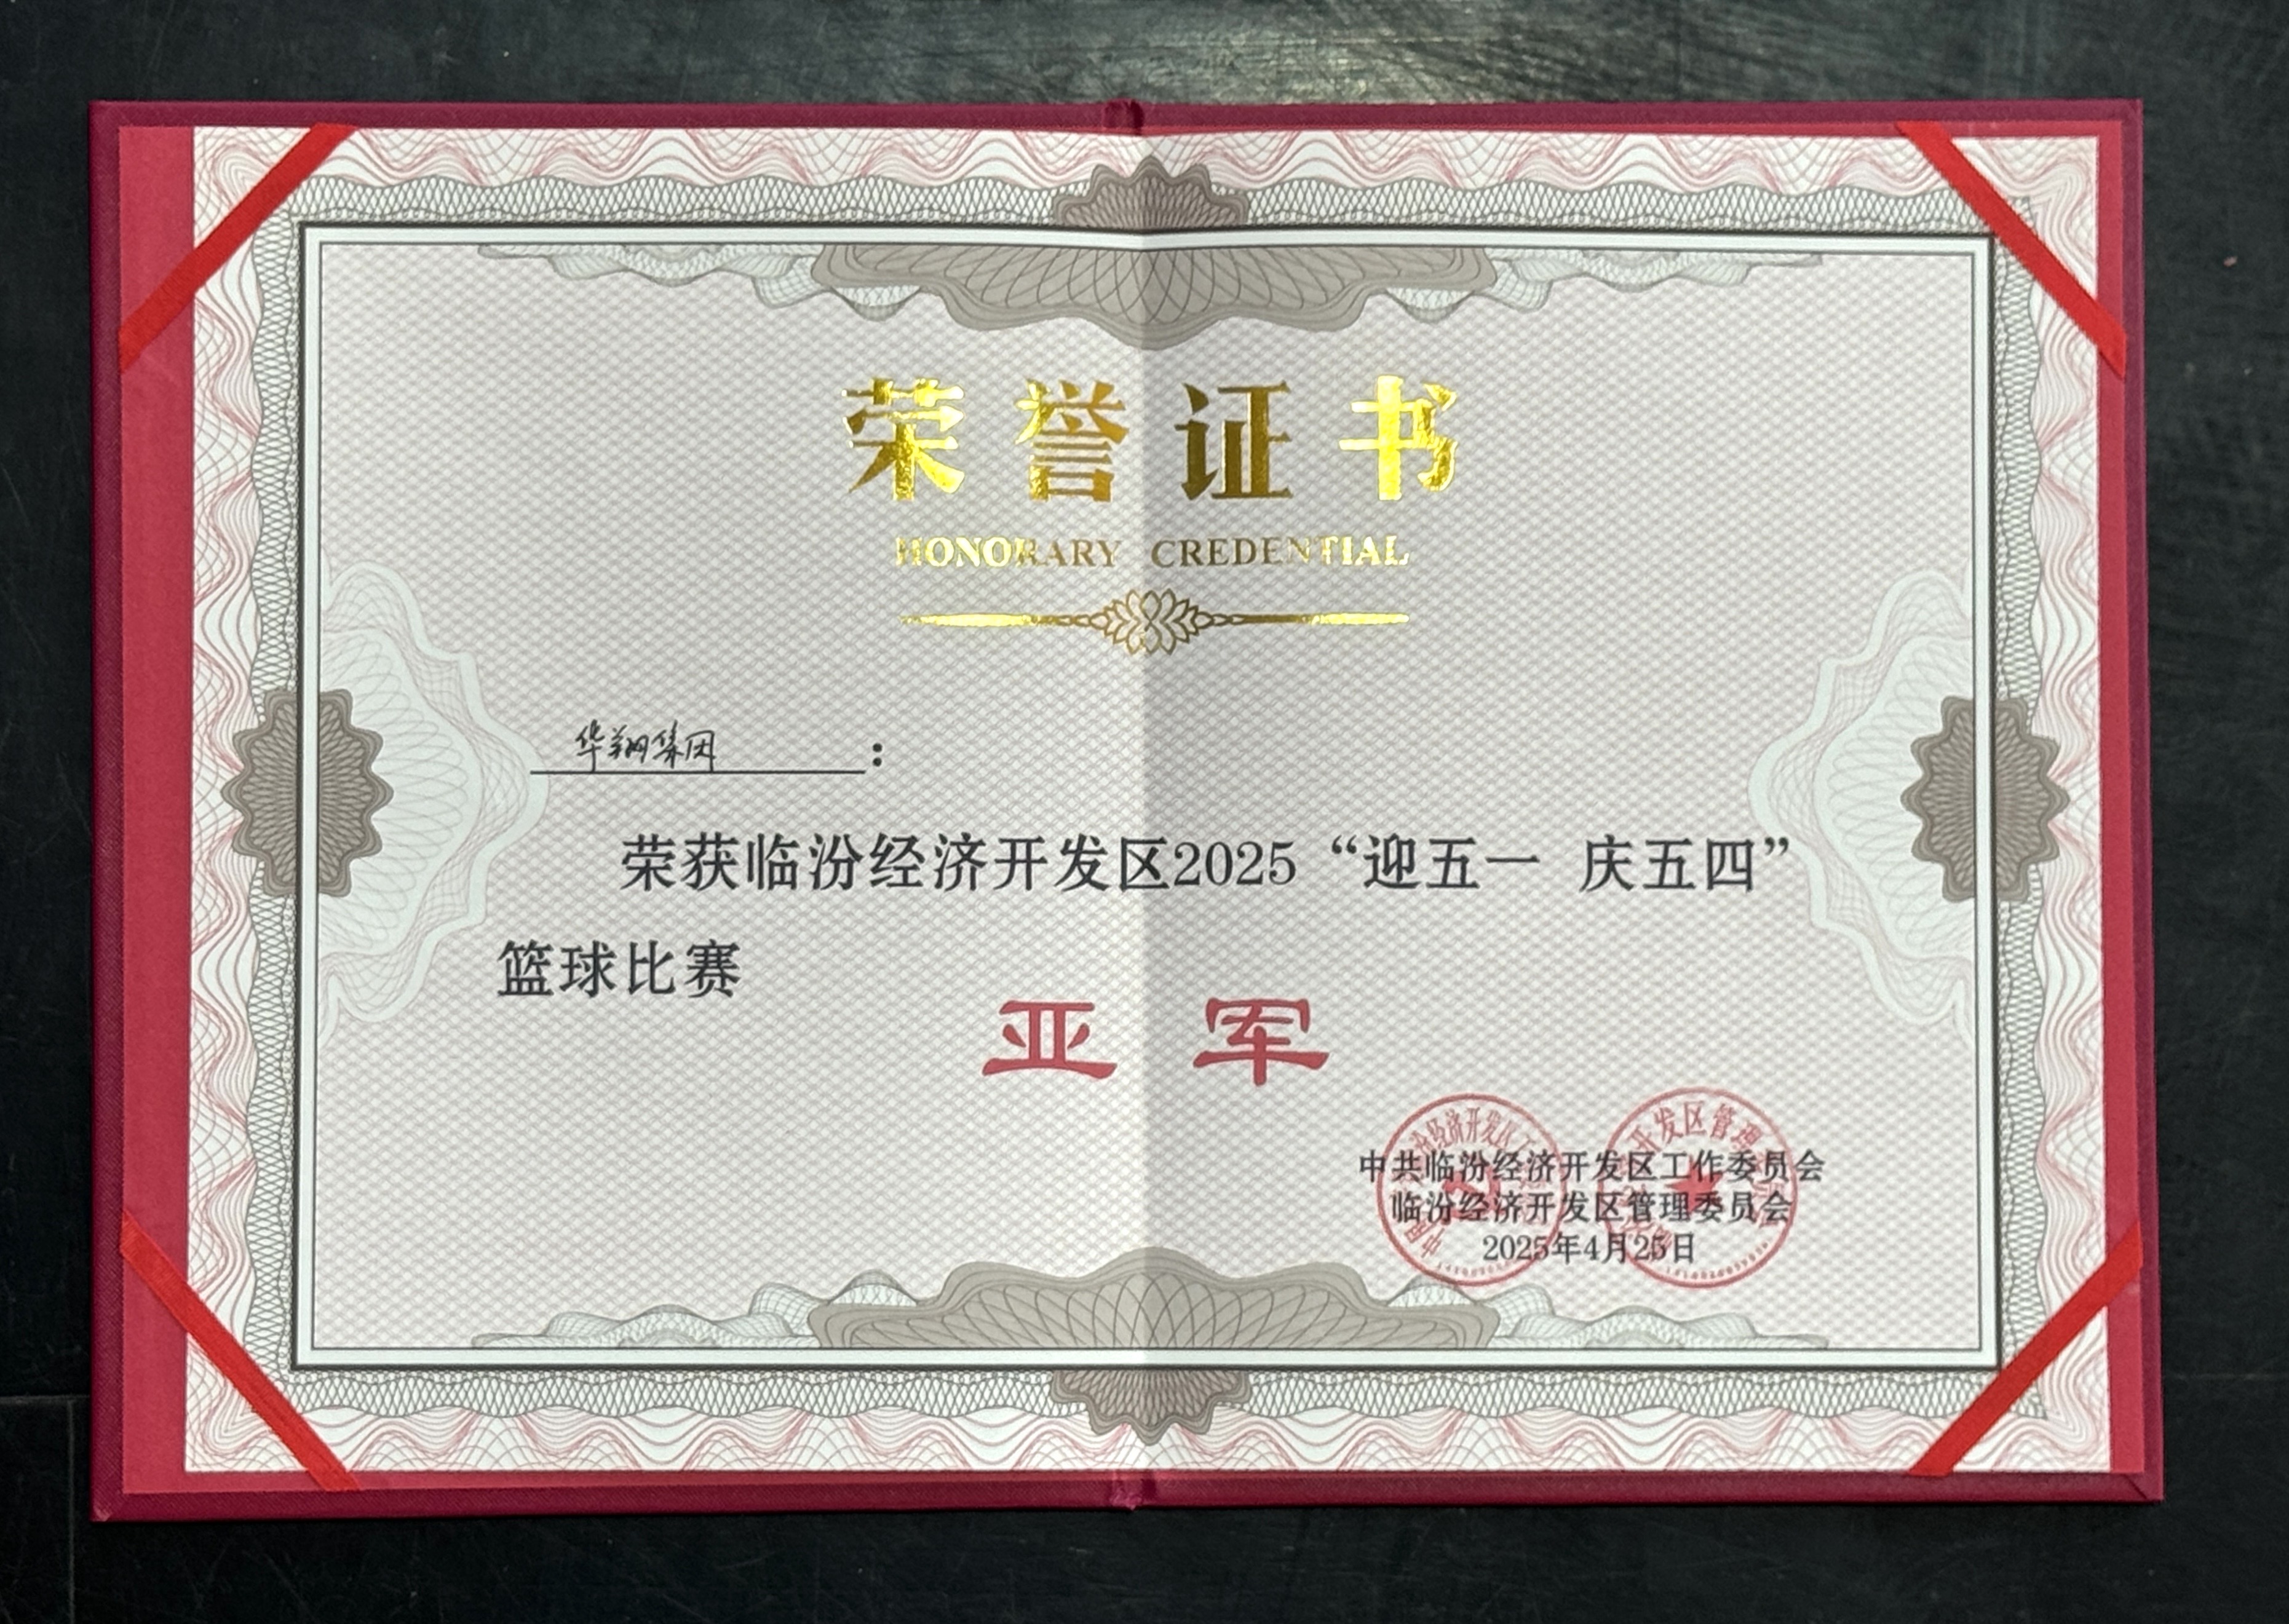 荣誉证书
HONORARY CREDENTIAL
华翔集团：
荣获临汾经济开发区2025“迎五一 庆五四”
篮球比赛
亚军
中共临汾经济开发区工作委员会
临汾经济开发区管理委员会
2025年4月25日